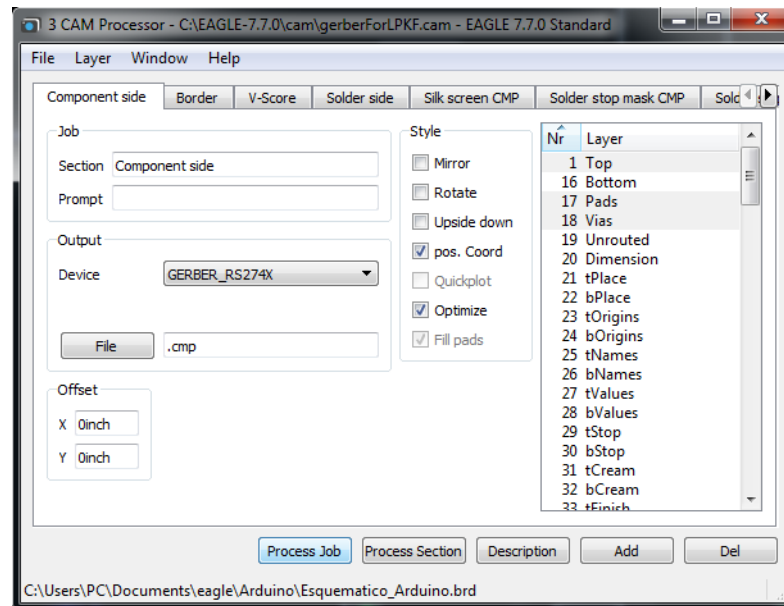 3 CAM Processor - C:\EAGLE-7.7.0\cam\gerberForLPKF.cam - EAGLE 7.7.0 Standard
File Layer Window Help
Component side Border V-Score Solder side Silk screen CMP Solder stop mask CMP
Job
Section Component side
Prompt
Output
Device GERBER_RS274X
File .cmp
Offset
X 0inch
Y 0inch
Style
Mirror
Rotate
Upside down
pos. Coord
Quickplot
Optimize
Fill pads
Nr Layer
1 Top
16 Bottom
17 Pads
18 Vias
19 Unrouted
20 Dimension
21 tPlace
22 bPlace
23 tOrigins
24 bOrigins
25 tNames
26 bNames
27 tValues
28 bValues
29 tStop
30 bStop
31 tCream
32 bCream
33 tFinish
Process Job Process Section Description Add Del
C:\Users\PC\Documents\eagle\Arduino\Esquematico_Arduino.brd